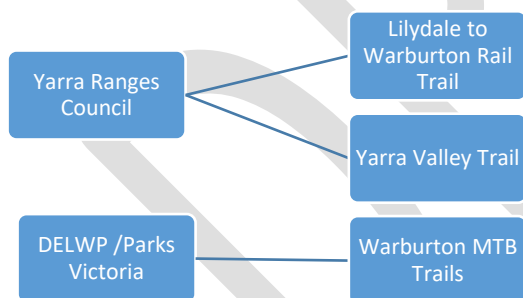 Lilydale to
Warburton Rail
Trail
Yarra Ranges
Council
Yarra Valley Trail
DELWP /Parks
Victoria
Warburton MTB
Trails